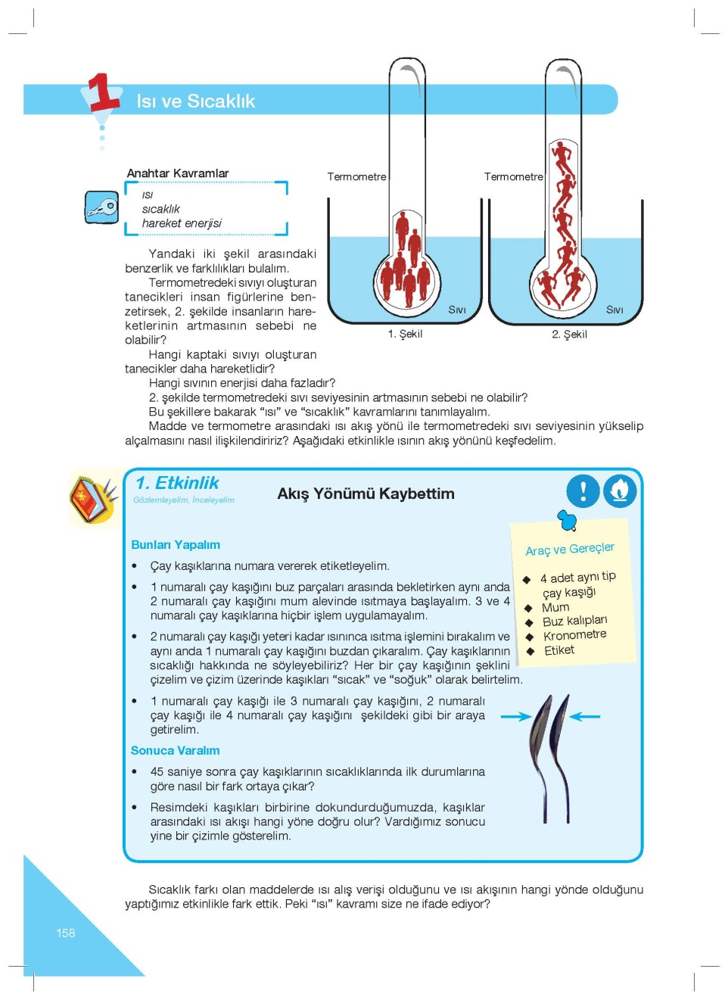 1
Isı ve Sıcaklık
Anahtar Kavramlar
ısı
sıcaklık
hareket enerjisi
Termometre
Termometre
Sıvı
Sıvı
1. Şekil
2. Şekil
Yandaki iki şekil arasındaki
benzerlik ve farklılıkları bulalım.
Termometredeki sıvıyı oluşturan
tanecikleri insan figürlerine ben-
zetirsek, 2. şekilde insanların hare-
ketlerinin artmasının sebebi ne
olabilir?
Hangi kaptaki sıvıyı oluşturan
tanecikler daha hareketlidir?
Hangi sıvının enerjisi daha fazladır?
2. şekilde termometredeki sıvı seviyesinin artmasının sebebi ne olabilir?
Bu şekillere bakarak “ısı” ve “sıcaklık” kavramlarını tanımlayalım.
Madde ve termometre arasındaki ısı akış yönü ile termometredeki sıvı seviyesinin yükselip
alçalmasını nasıl ilişkilendiririz? Aşağıdaki etkinlikle ısının akış yönünü keşfedelim.
1. Etkinlik
Gözlemleyelim, İnceleyelim
Akış Yönümü Kaybettim
Bunları Yapalım
• Çay kaşıklarına numara vererek etiketleyelim.
• 1 numaralı çay kaşığını buz parçaları arasında bekletirken aynı anda
2 numaralı çay kaşığını mum alevinde ısıtmaya başlayalım. 3 ve 4
numaralı çay kaşıklarına hiçbir işlem uygulamayalım.
• 2 numaralı çay kaşığı yeteri kadar ısınınca ısıtma işlemini bırakalım ve
aynı anda 1 numaralı çay kaşığını buzdan çıkaralım. Çay kaşıklarının
sıcaklığı hakkında ne söyleyebiliriz? Her bir çay kaşığının şeklini
çizelim ve çizim üzerinde kaşıkları “sıcak” ve “soğuk” olarak belirtelim.
• 1 numaralı çay kaşığı ile 3 numaralı çay kaşığını, 2 numaralı
çay kaşığı ile 4 numaralı çay kaşığını şekildeki gibi bir araya
getirelim.
Araç ve Gereçler
◆ 4 adet aynı tip
çay kaşığı
◆ Mum
◆ Buz kalıpları
◆ Kronometre
◆ Etiket
Sonuca Varalım
• 45 saniye sonra çay kaşıklarının sıcaklıklarında ilk durumlarına
göre nasıl bir fark ortaya çıkar?
• Resimdeki kaşıkları birbirine dokundurduğumuzda, kaşıklar
arasındaki ısı akışı hangi yöne doğru olur? Vardığımız sonucu
yine bir çizimle gösterelim.
Sıcaklık farkı olan maddelerde ısı alış verişi olduğunu ve ısı akışının hangi yönde olduğunu
yaptığımız etkinlikle fark ettik. Peki “ısı” kavramı size ne ifade ediyor?
158